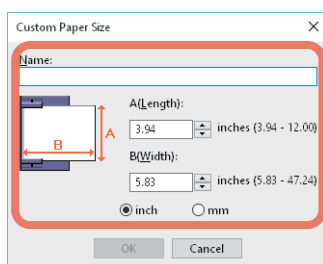 Custom Paper Size
Name:
A(Length):
3.94 inches (3.94 - 12.00)
A
B
B(Width):
5.83 inches (5.83 - 47.24)
inch mm
OK Cancel